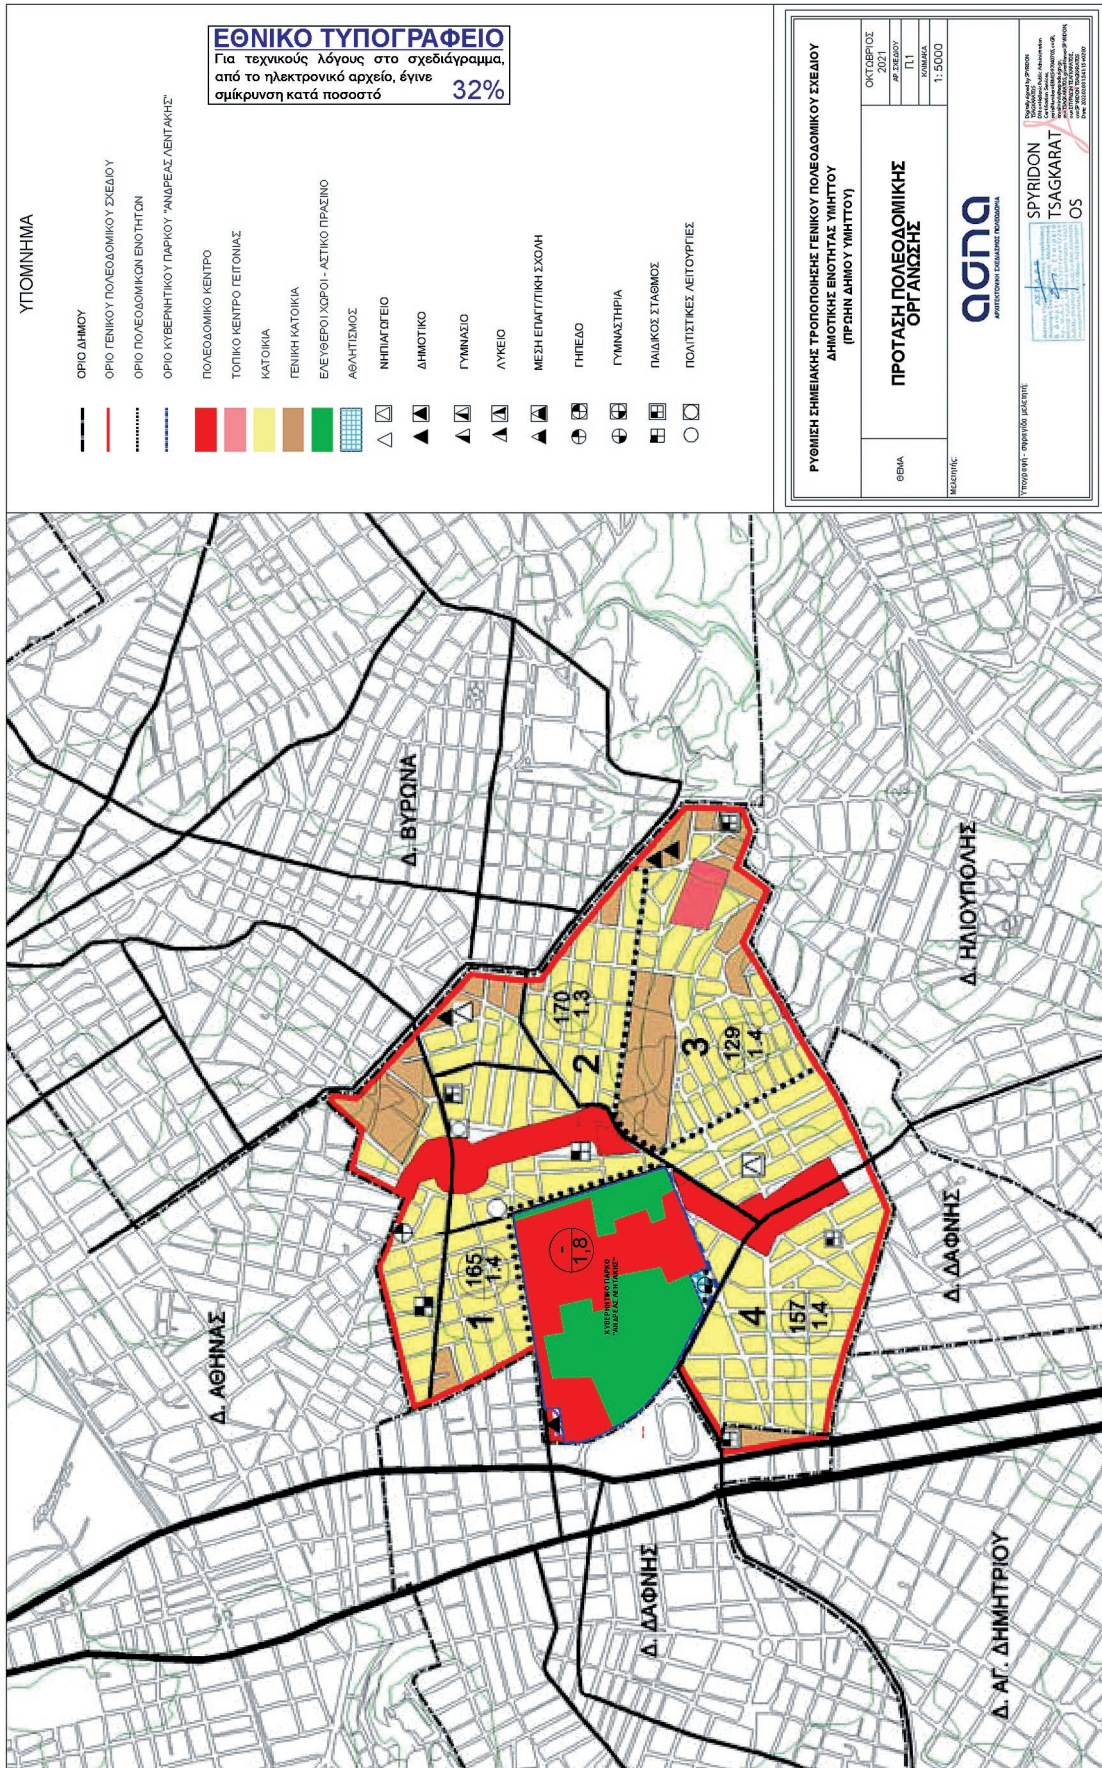 ΕΘΝΙΚΟ ΤΥΠΟΓΡΑΦΕΙΟ
Για τεχνικούς λόγους στο σχεδιάγραμμα,
από το ηλεκτρονικό αρχείο, έγινε
σμίκρυνση κατά ποσοστό 32%
ΥΠΟΜΝΗΜΑ
ΟΡΙΟ ΔΗΜΟΥ
ΟΡΙΟ ΓΕΝΙΚΟΥ ΠΟΛΕΟΔΟΜΙΚΟΥ ΣΧΕΔΙΟΥ
ΟΡΙΟ ΠΟΛΕΟΔΟΜΙΚΩΝ ΕΝΟΤΗΤΩΝ
ΟΡΙΟ ΚΥΒΕΡΝΗΤΙΚΟΥ ΠΑΡΚΟΥ "ΑΝΔΡΕΑΣ ΛΕΝΤΑΚΗΣ"
ΠΟΛΕΟΔΟΜΙΚΟ ΚΕΝΤΡΟ
ΤΟΠΙΚΟ ΚΕΝΤΡΟ ΓΕΙΤΟΝΙΑΣ
ΚΑΤΟΙΚΙΑ
ΓΕΝΙΚΗ ΚΑΤΟΙΚΙΑ
ΕΛΕΥΘΕΡΟΙ ΧΩΡΟΙ - ΑΣΤΙΚΟ ΠΡΑΣΙΝΟ
ΑΘΛΗΤΙΣΜΟΣ
ΝΗΠΙΑΓΩΓΕΙΟ
ΔΗΜΟΤΙΚΟ
ΓΥΜΝΑΣΙΟ
ΛΥΚΕΙΟ
ΜΕΣΗ ΕΠΑΓΓ/ΤΙΚΗ ΣΧΟΛΗ
ΓΗΠΕΔΟ
ΓΥΜΝΑΣΤΗΡΙΑ
ΠΑΙΔΙΚΟΣ ΣΤΑΘΜΟΣ
ΠΟΛΙΤΙΣΤΙΚΕΣ ΛΕΙΤΟΥΡΓΙΕΣ
ΡΥΘΜΙΣΗ ΣΗΜΕΙΑΚΗΣ ΤΡΟΠΟΠΟΙΗΣΗΣ ΓΕΝΙΚΟΥ ΠΟΛΕΟΔΟΜΙΚΟΥ ΣΧΕΔΙΟΥ
ΔΗΜΟΤΙΚΗΣ ΕΝΟΤΗΤΑΣ ΥΜΗΤΤΟΥ
(ΠΡΩΗΝ ΔΗΜΟΥ ΥΜΗΤΤΟΥ)
ΘΕΜΑ
ΠΡΟΤΑΣΗ ΠΟΛΕΟΔΟΜΙΚΗΣ
ΟΡΓΑΝΩΣΗΣ
ΟΚΤΩΒΡΙΟΣ
2021
ΑΡ.ΣΧΕΔΙΟΥ
Π.1
ΚΛΙΜΑΚΑ
1: 5000
Μελετητής:
ασπα
ΑΡΧΙΤΕΚΤΟΝΙΚΗ ΣΧΕΔΙΑΣΜΟΣ ΠΟΛΕΟΔΟΜΙΑ
Υπογραφή - σφραγίδα μελετητή:
SPYRIDON
TSAGKARAT
OS
Δ. ΒΥΡΩΝΑ
Δ. ΑΘΗΝΑΣ
Δ. ΗΛΙΟΥΠΟΛΗΣ
Δ. ΔΑΦΝΗΣ
Δ. ΔΑΦΝΗΣ
Δ. ΑΓ. ΔΗΜΗΤΡΙΟΥ
1
165
1.4
2
170
1.3
3
129
1.4
4
157
1.4
-
1,8
ΚΥΒΕΡΝΗΤΙΚΟ ΠΑΡΚΟ
"ΑΝΔΡΕΑΣ ΛΕΝΤΑΚΗΣ"